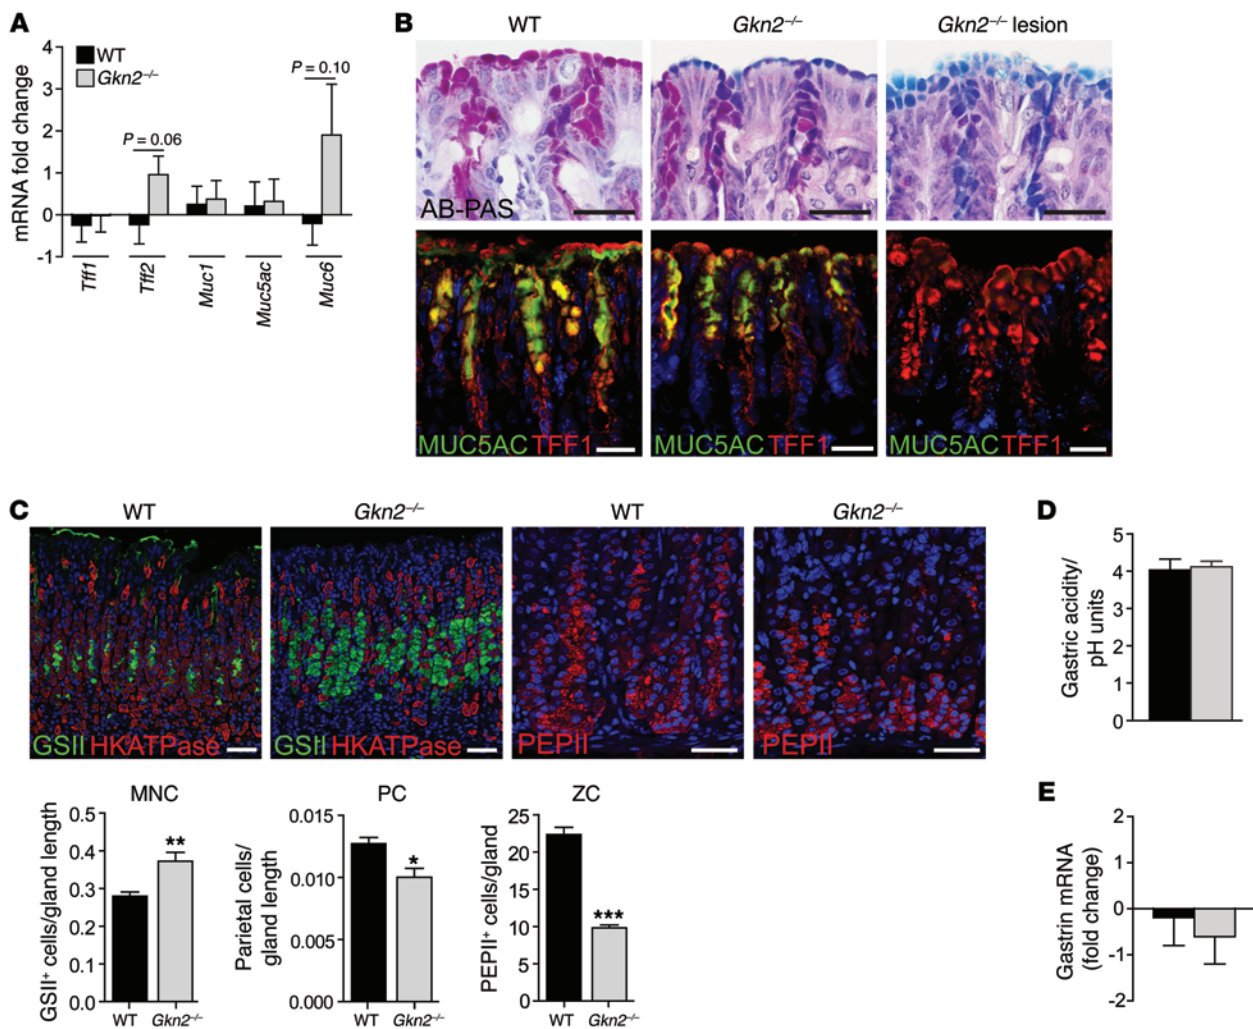 A
mRNA fold change
4
3
2
1
0
-1
WT
Gkn2–/–
P = 0.06
P = 0.10
Tff1
Tff2
Muc1
Muc5ac
Muc6
B
WT
Gkn2–/–
Gkn2–/– lesion
AB-PAS
MUC5AC TFF1
MUC5AC TFF1
MUC5AC TFF1
C
WT
Gkn2–/–
WT
Gkn2–/–
GSII HKATPase
GSII HKATPase
PEPII
PEPII
MNC
GSII+ cells/gland length
0.5
0.4
0.3
0.2
0.1
0.0
**
WT
Gkn2–/–
PC
Parietal cells/
gland length
0.015
0.010
0.005
0.000
*
WT
Gkn2–/–
ZC
PEPII+ cells/gland
25
20
15
10
5
0
***
WT
Gkn2–/–
D
Gastric acidity/
pH units
5
4
3
2
1
0
E
Gastrin mRNA
(fold change)
2
1
0
-1
-2